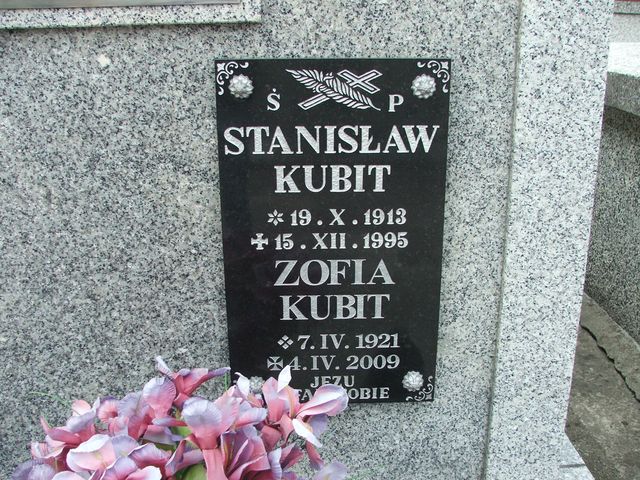 Ś P
STANISŁAW
KUBIT
19.X.1913
15.XII.1995
ZOFIA
KUBIT
7.IV.1921
4.IV.2009
JEZU